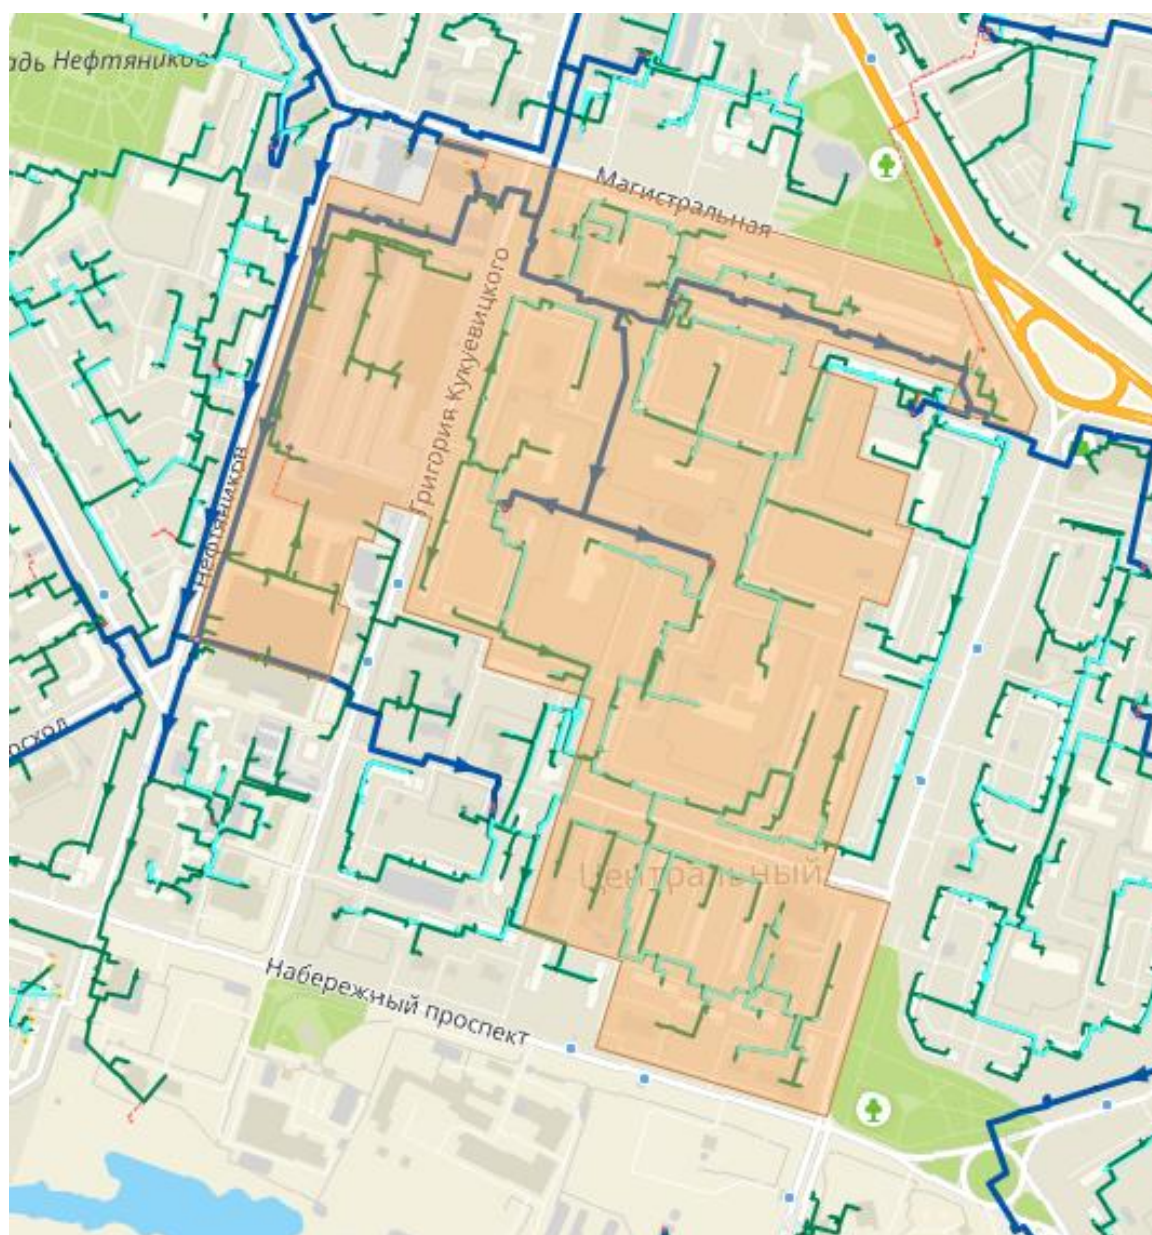 адь Нефтяников
Магистральная
Григория Кукуевицкого
Нефтяников
осход
Центральный
Набережный проспект